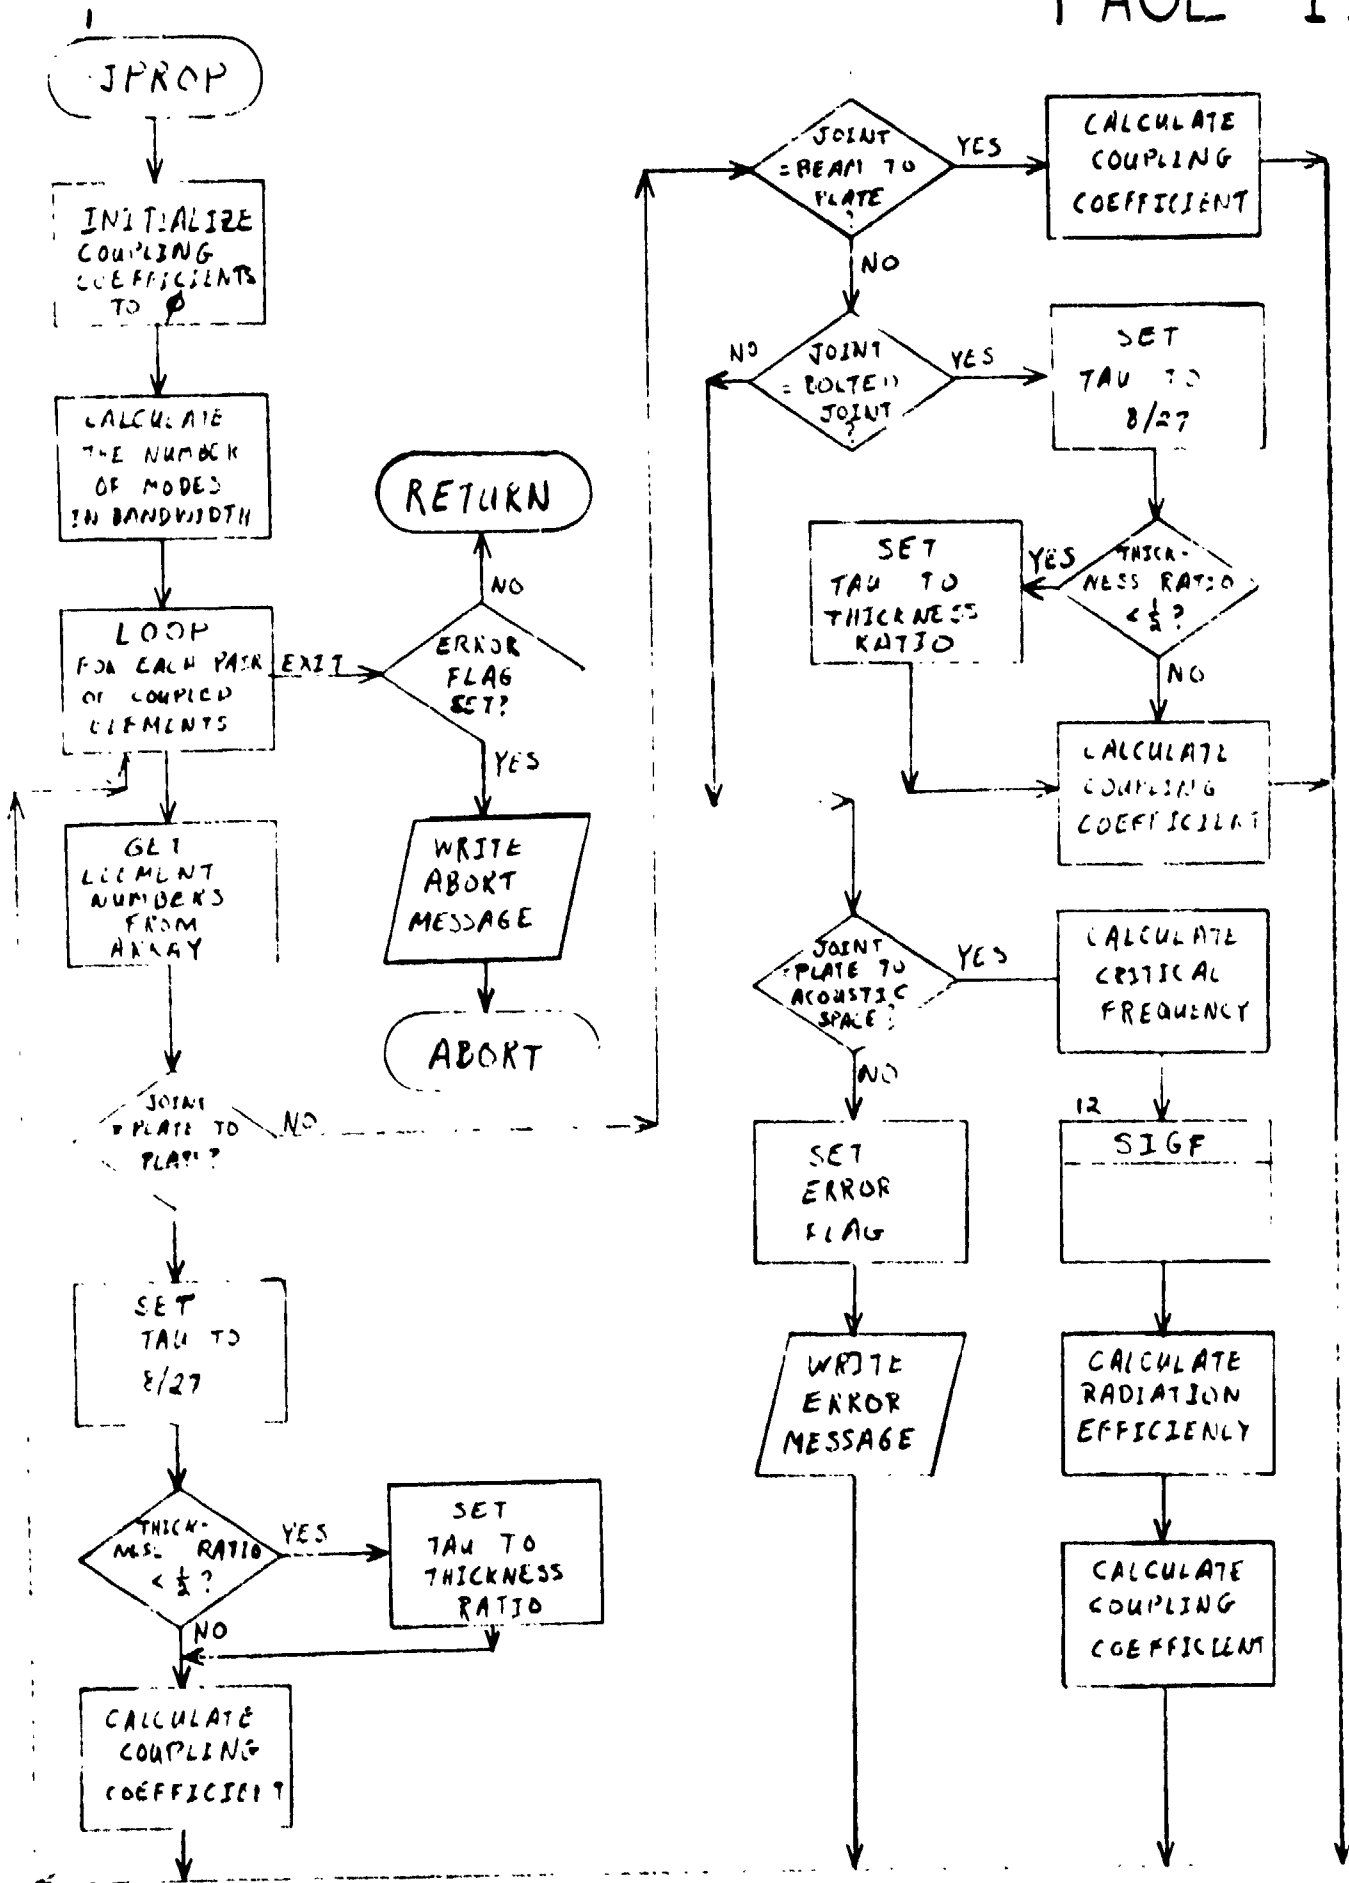 PAGE 1
1
JPROP
INITIALIZE
COUPLING
COEFFICIENTS
TO Ø
CALCULATE
THE NUMBER
OF MODES
IN BANDWIDTH
LOOP
FOR EACH PAIR
OF COUPLED
ELEMENTS
EXIT
ERROR
FLAG
SET?
NO
RETURN
YES
WRITE
ABORT
MESSAGE
ABORT
GET
ELEMENT
NUMBERS
FROM
ARRAY
JOINT
= PLATE TO
PLATE?
NO
SET
TAU TO
8/27
THICK-
NESS RATIO
< 1/2 ?
YES
SET
TAU TO
THICKNESS
RATIO
NO
CALCULATE
COUPLING
COEFFICIENT
JOINT
= BEAM TO
PLATE
?
YES
CALCULATE
COUPLING
COEFFICIENT
NO
JOINT
= BOLTED
JOINT
?
NO
YES
SET
TAU TO
8/27
THICK-
NESS RATIO
< 1/2 ?
YES
SET
TAU TO
THICKNESS
RATIO
NO
CALCULATE
COUPLING
COEFFICIENT
JOINT
= PLATE TO
ACOUSTIC
SPACE?
YES
CALCULATE
CRITICAL
FREQUENCY
NO
SET
ERROR
FLAG
WRITE
ERROR
MESSAGE
12
SIGF
CALCULATE
RADIATION
EFFICIENCY
CALCULATE
COUPLING
COEFFICIENT